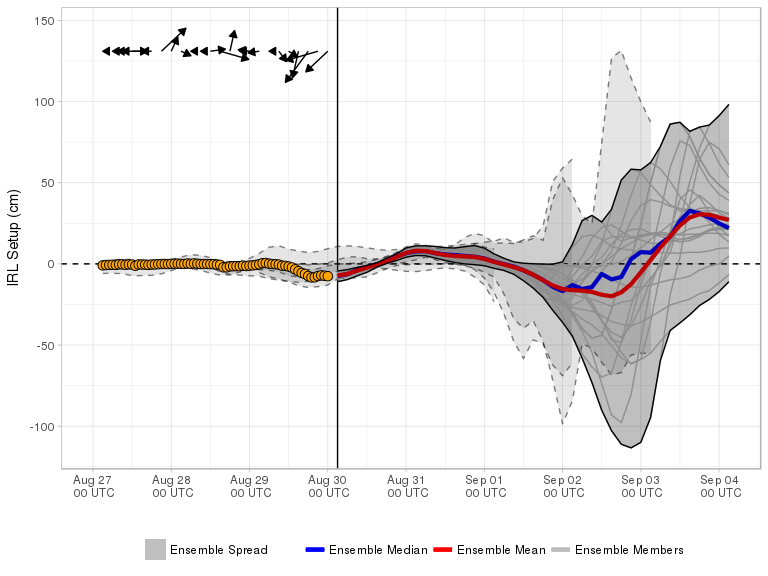 150
100
50
0
-50
-100
IRL Setup (cm)
Aug 27 Aug 28 Aug 29 Aug 30 Aug 31 Sep 01 Sep 02 Sep 03 Sep 04
00 UTC 00 UTC 00 UTC 00 UTC 00 UTC 00 UTC 00 UTC 00 UTC 00 UTC
Ensemble Spread Ensemble Median Ensemble Mean Ensemble Members